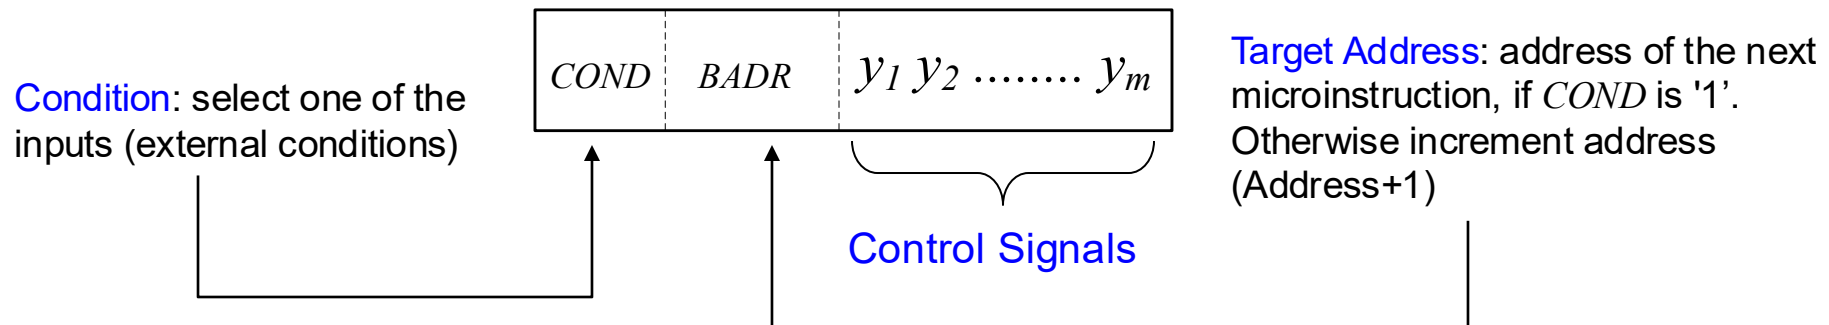 Condition: select one of the
inputs (external conditions)
COND BADR y1 y2 ........ ym
Control Signals
Target Address: address of the next
microinstruction, if COND is '1’.
Otherwise increment address
(Address+1)